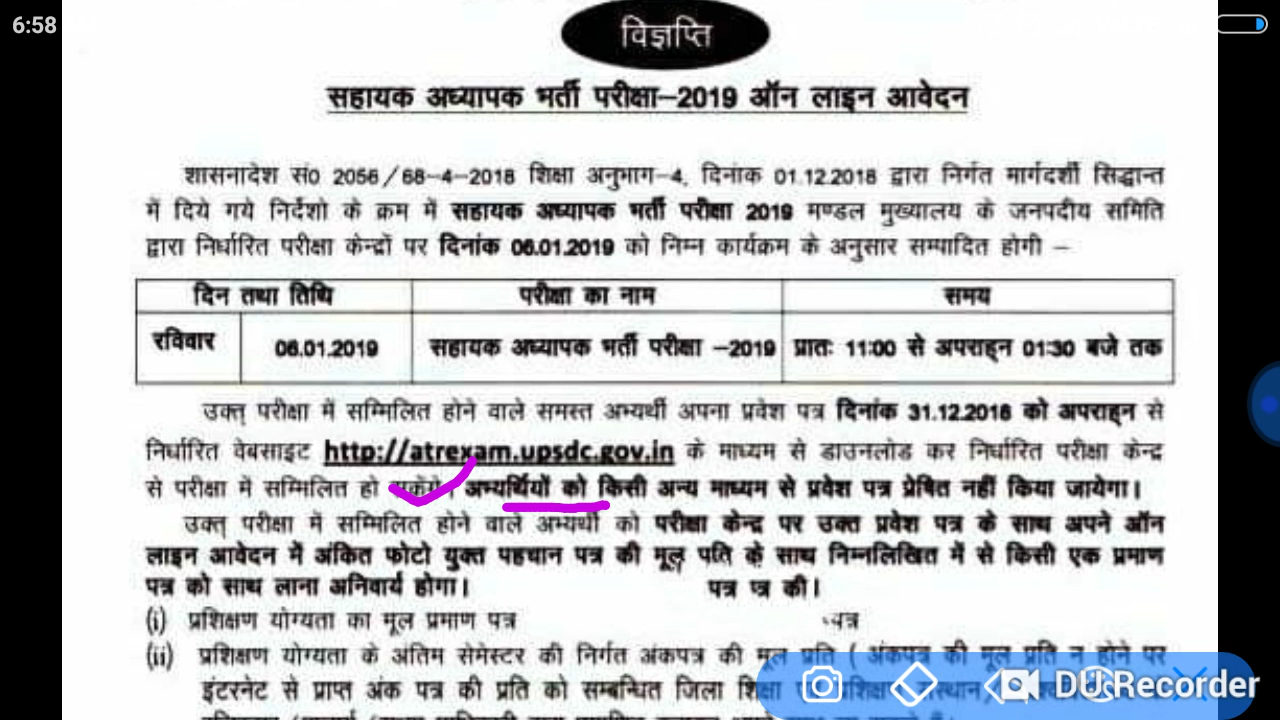 6:58
विज्ञप्ति
सहायक अध्यापक भर्ती परीक्षा-2019 ऑन लाइन आवेदन
शासनादेश सं0 2056/68-4-2018 शिक्षा अनुभाग-4, दिनांक 01.12.2018 द्वारा निर्गत मार्गदर्शी सिद्धान्त
में दिये गये निर्देशो के क्रम में सहायक अध्यापक भर्ती परीक्षा 2019 मण्डल मुख्यालय के जनपदीय समिति
द्वारा निर्धारित परीक्षा केन्द्रों पर दिनांक 06.01.2019 को निम्न कार्यक्रम के अनुसार सम्पादित होगी –
दिन तथा तिथि परीक्षा का नाम समय
रविवार 06.01.2019 सहायक अध्यापक भर्ती परीक्षा -2019 प्रातः 11:00 से अपराह्न 01:30 बजे तक
उक्त् परीक्षा में सम्मिलित होने वाले समस्त अभ्यर्थी अपना प्रवेश पत्र दिनांक 31.12.2018 को अपराह्न से
निर्धारित वेबसाइट http://atrexam.upsdc.gov.in के माध्यम से डाउनलोड कर निर्धारित परीक्षा केन्द्र
से परीक्षा में सम्मिलित हो सकेंगे। अभ्यर्थियों को किसी अन्य माध्यम से प्रवेश पत्र प्रेषित नहीं किया जायेगा।
उक्त् परीक्षा में सम्मिलित होने वाले अभ्यर्थी को परीक्षा केन्द्र पर उक्त प्रवेश पत्र के साथ अपने ऑन
लाइन आवेदन में अंकित फोटो युक्त पहचान पत्र की मूल के साथ निम्नलिखित में से किसी एक प्रमाण
पत्र को साथ लाना अनिवार्य होगा। पत्र की।
(i) प्रशिक्षण योग्यता का मूल प्रमाण पत्र पत्र
(ii) प्रशिक्षण योग्यता के अंतिम सेमेस्टर की निर्गत अंकपत्र की मूल प्रति ( अंकपत्र की मूल प्रति न होने पर
इंटरनेट से प्राप्त अंक पत्र की प्रति को सम्बन्धित जिला
DU Recorder